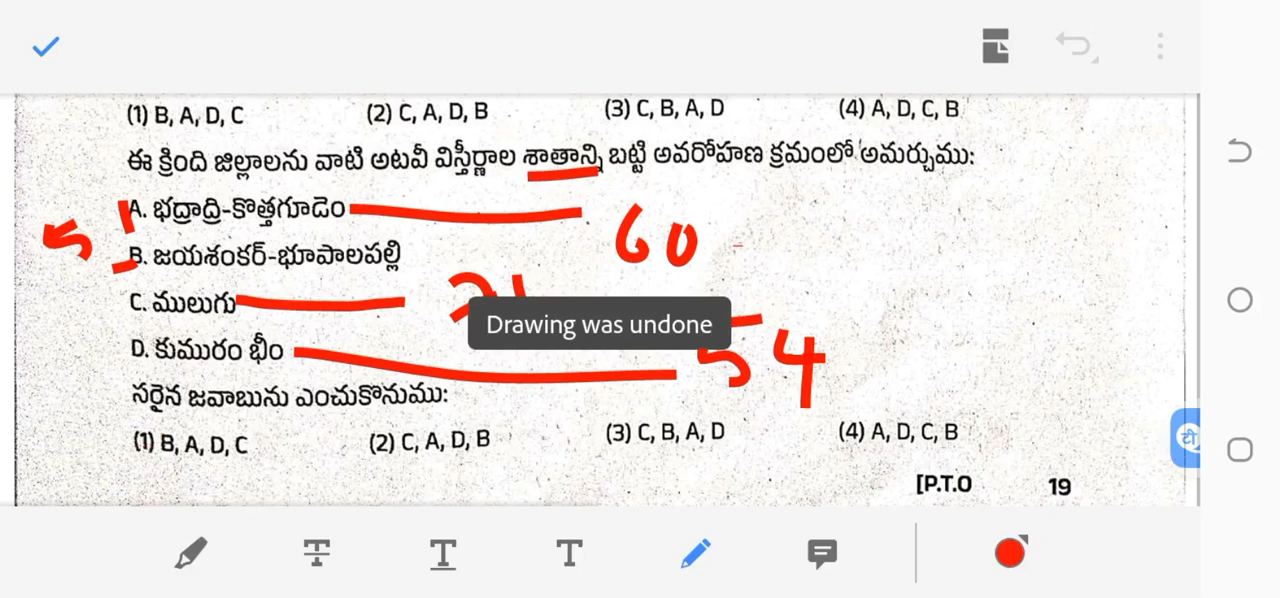 (1) B, A, D, C (2) C, A, D, B (3) C, B, A, D (4) A, D, C, B
ఈ క్రింది జిల్లాలను వాటి అటవీ విస్తీర్ణాల శాతాన్ని బట్టి అవరోహణ క్రమంలో అమర్చుము:
A. భద్రాద్రి-కొత్తగూడెం
60
B. జయశంకర్-భూపాలపల్లి
C. ములుగు
Drawing was undone
D. కుమురం భీం
54
సరైన జవాబును ఎంచుకొనుము:
(1) B, A, D, C (2) C, A, D, B (3) C, B, A, D (4) A, D, C, B
[P.T.O 19
T T T